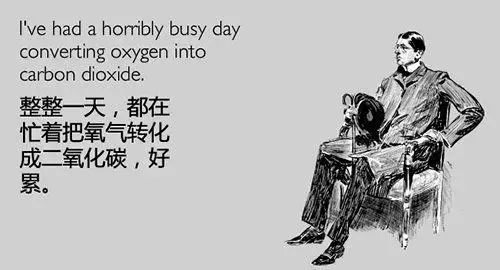 I've had a horribly busy day
converting oxygen into
carbon dioxide.
整整一天，都在
忙着把氧气转化
成二氧化碳，好
累。